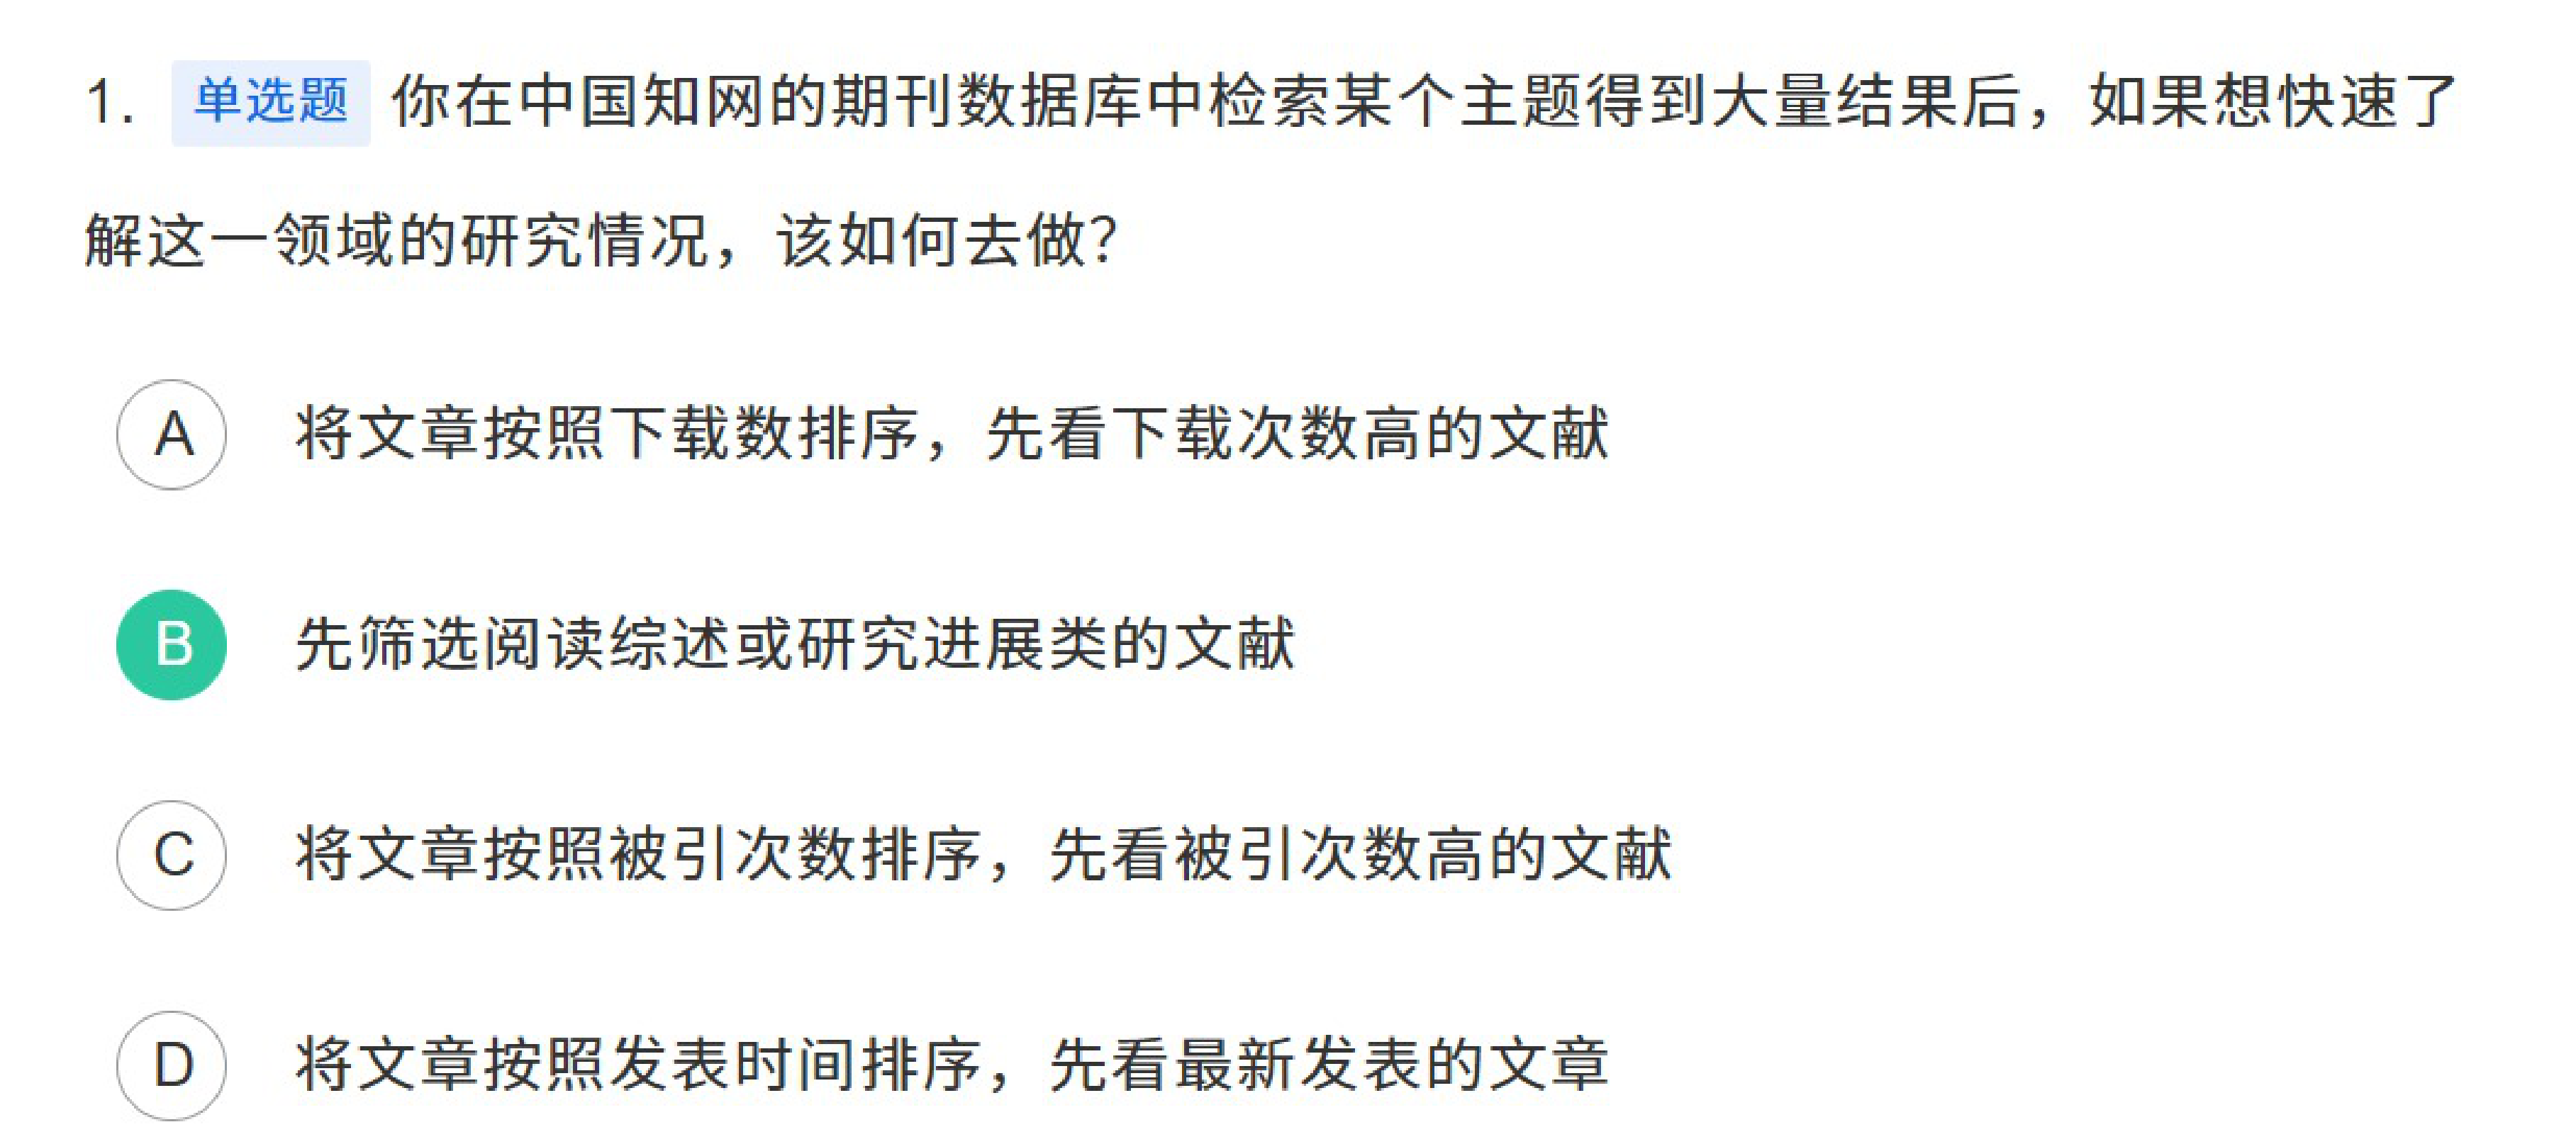 1. 单选题 你在中国知网的期刊数据库中检索某个主题得到大量结果后，如果想快速了
解这一领域的研究情况，该如何去做？
A 将文章按照下载数排序，先看下载次数高的文献
B 先筛选阅读综述或研究进展类的文献
C 将文章按照被引次数排序，先看被引次数高的文献
D 将文章按照发表时间排序，先看最新发表的文章